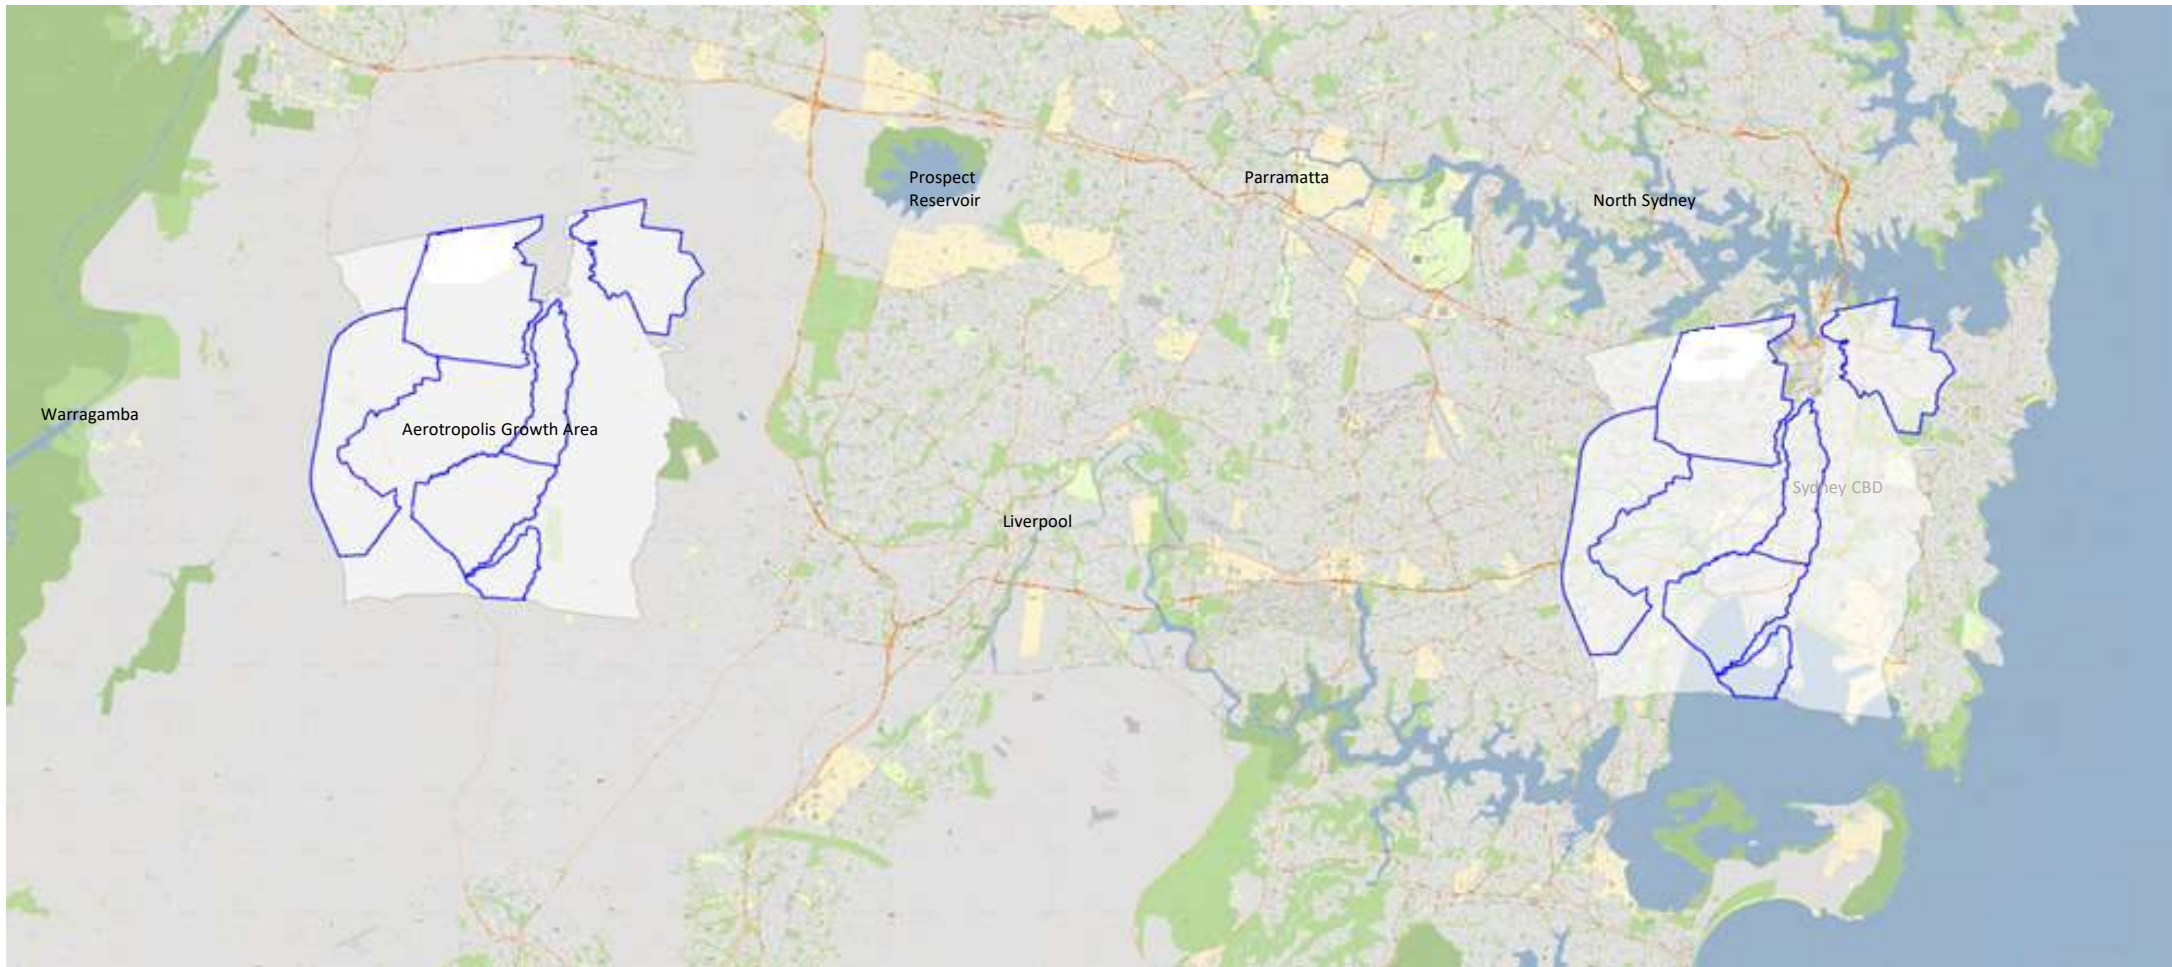 Prospect
Reservoir
Parramatta
North Sydney
Warragamba
Aerotropolis Growth Area
Sydney CBD
Liverpool